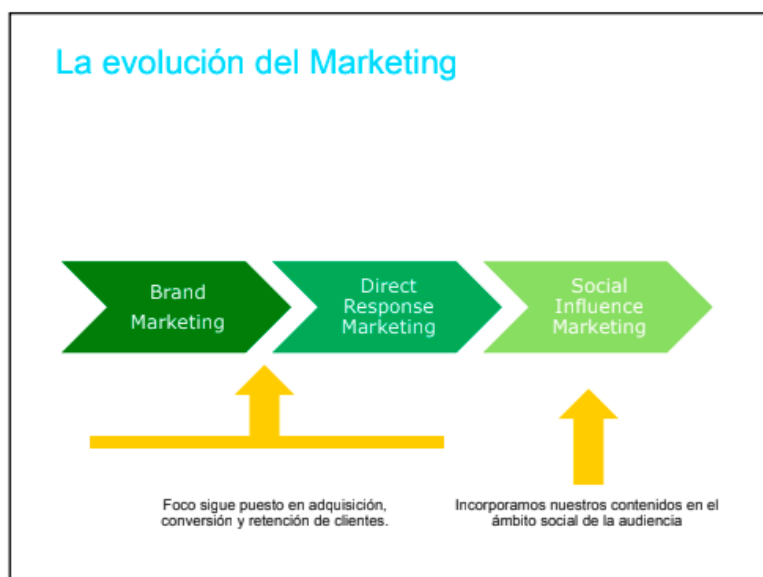 La evolución del Marketing
Brand
Marketing
Direct
Response
Marketing
Social
Influence
Marketing
Foco sigue puesto en adquisición,
conversión y retención de clientes.
Incorporamos nuestros contenidos en el
ámbito social de la audiencia